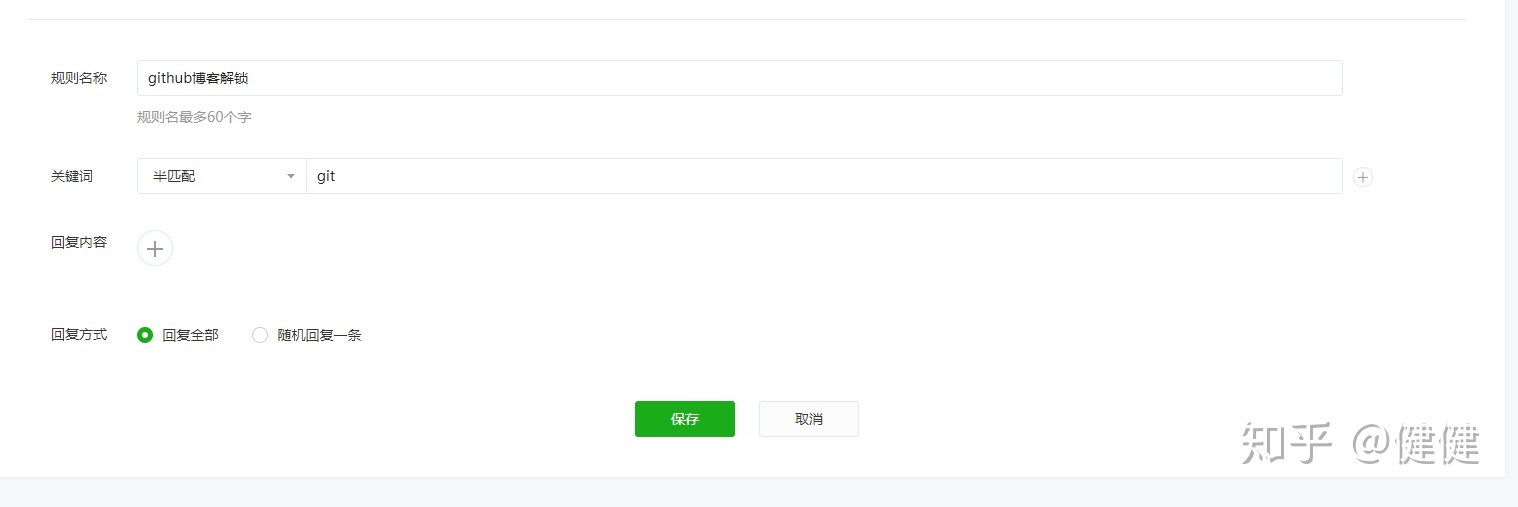 规则名称 github博客解锁
规则名最多60个字
关键词 半匹配 git
回复内容
回复方式 回复全部 随机回复一条
保存 取消
知乎 @健健